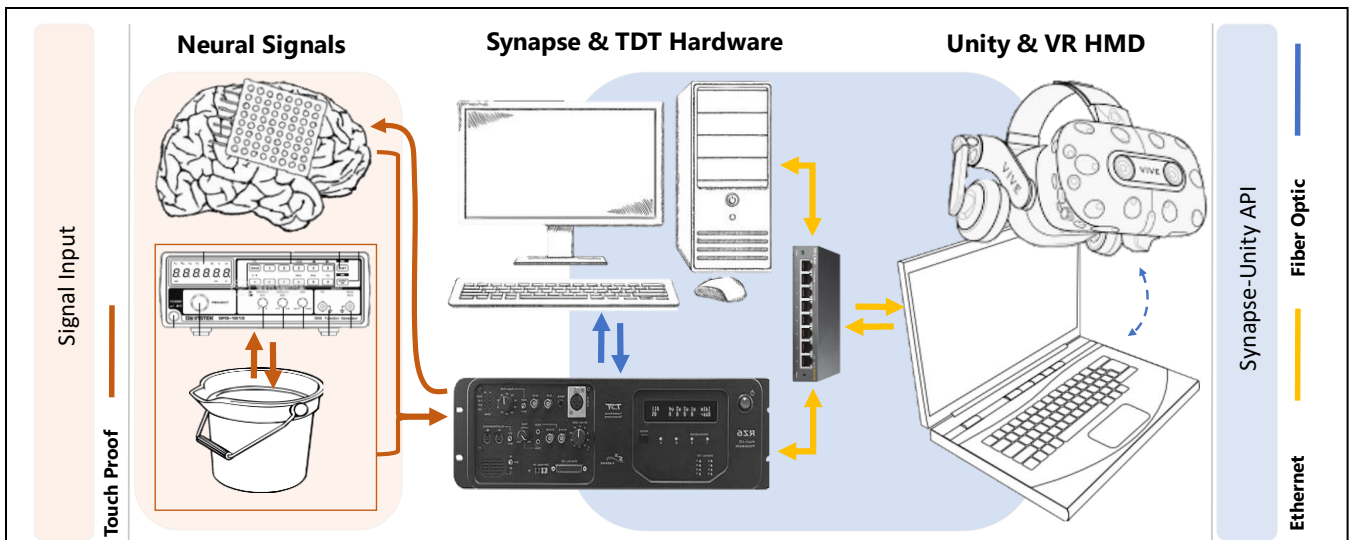 Neural Signals
Synapse & TDT Hardware
Unity & VR HMD
Signal Input
Touch Proof
VIVE
VIVE
Synapse-Unity API
Fiber Optic
Ethernet
TDT
RZ6